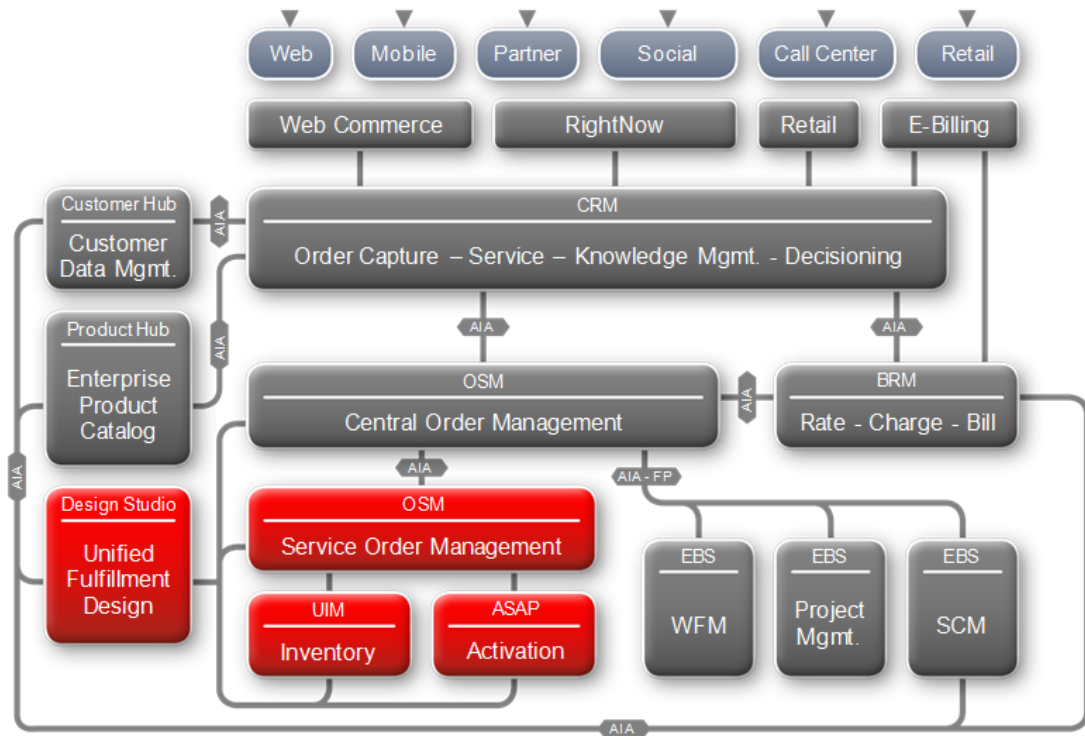 Web
Mobile
Partner
Social
Call Center
Retail
Web Commerce
RightNow
Retail
E-Billing
Customer Hub
Customer
Data Mgmt.
AIA
CRM
Order Capture – Service – Knowledge Mgmt. - Decisioning
Product Hub
Enterprise
Product
Catalog
AIA
AIA
AIA
OSM
Central Order Management
AIA
BRM
Rate - Charge - Bill
AIA
AIA
AIA - FP
Design Studio
Unified
Fulfillment
Design
OSM
Service Order Management
UIM
Inventory
ASAP
Activation
EBS
WFM
EBS
Project
Mgmt.
EBS
SCM
AIA